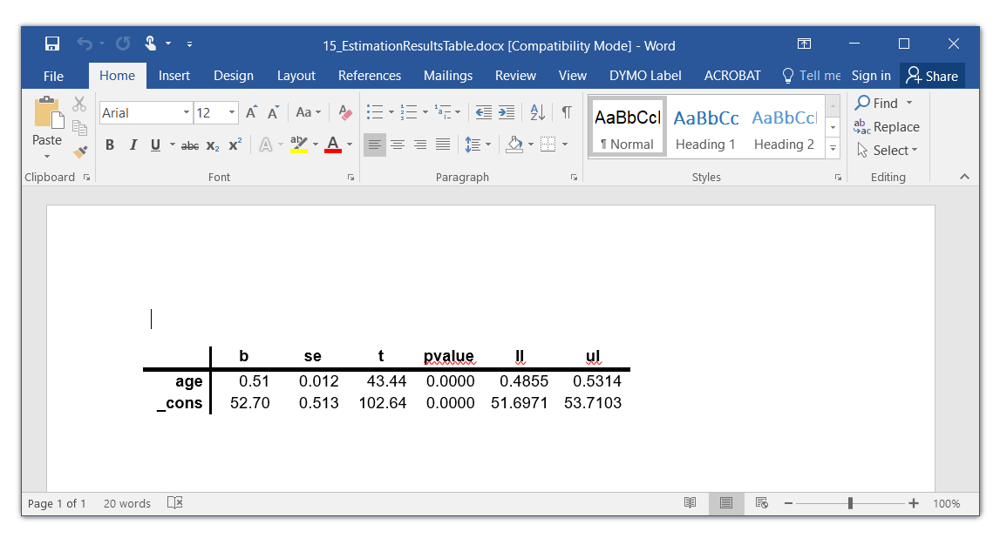 15_EstimationResultsTable.docx [Compatibility Mode] - Word
File Home Insert Design Layout References Mailings Review View DYMO Label ACROBAT Tell me Sign in Share
Paste Arial 12 Aa AaBbCcI AaBbCc AaBbCcI Find
¶ Normal Heading 1 Heading 2 Replace
B I U abc X₂ X² A ab A Select
Clipboard Font Paragraph Styles Editing
b se t pvalue ll ul
age 0.51 0.012 43.44 0.0000 0.4855 0.5314
_cons 52.70 0.513 102.64 0.0000 51.6971 53.7103
Page 1 of 1 20 words 100%